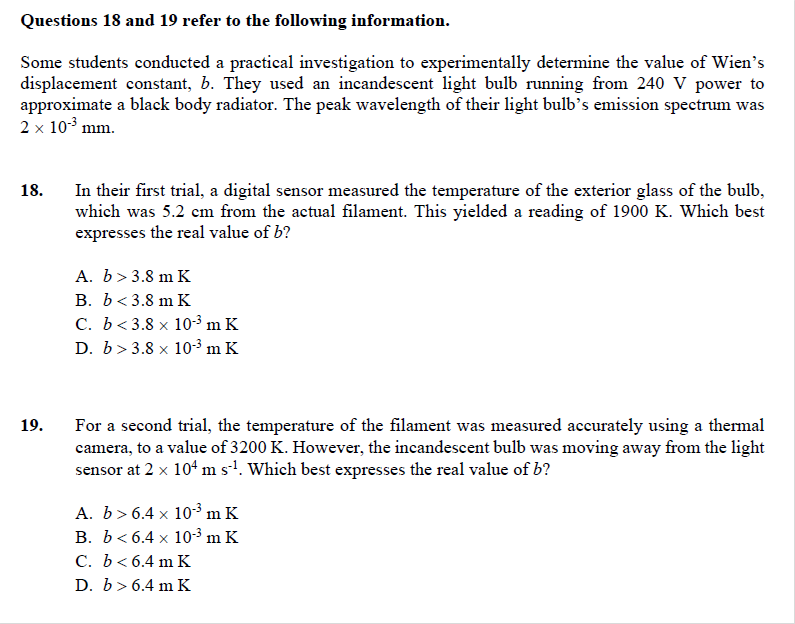 Questions 18 and 19 refer to the following information.
Some students conducted a practical investigation to experimentally determine the value of Wien’s
displacement constant, b. They used an incandescent light bulb running from 240 V power to
approximate a black body radiator. The peak wavelength of their light bulb’s emission spectrum was
2 × 10⁻³ mm.
18. In their first trial, a digital sensor measured the temperature of the exterior glass of the bulb,
which was 5.2 cm from the actual filament. This yielded a reading of 1900 K. Which best
expresses the real value of b?
A. b > 3.8 m K
B. b < 3.8 m K
C. b < 3.8 × 10⁻³ m K
D. b > 3.8 × 10⁻³ m K
19. For a second trial, the temperature of the filament was measured accurately using a thermal
camera, to a value of 3200 K. However, the incandescent bulb was moving away from the light
sensor at 2 × 10⁴ m s⁻¹. Which best expresses the real value of b?
A. b > 6.4 × 10⁻³ m K
B. b < 6.4 × 10⁻³ m K
C. b < 6.4 m K
D. b > 6.4 m K